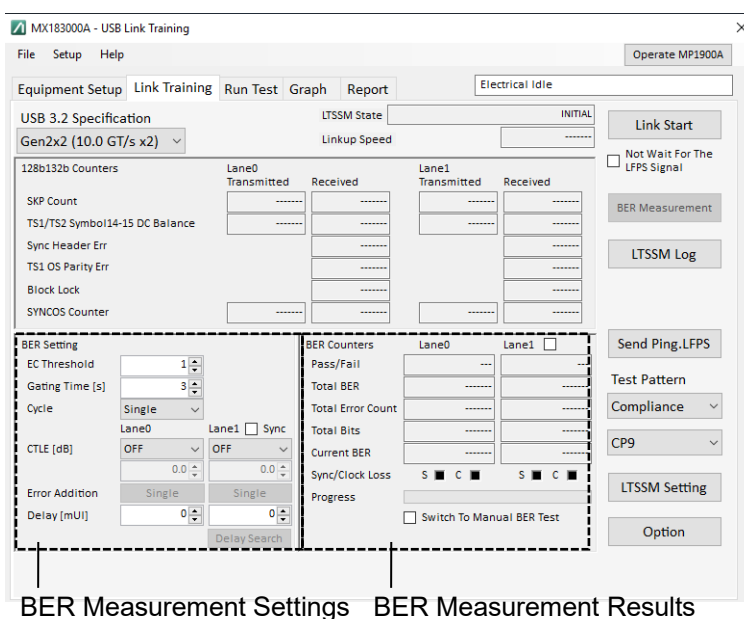 MX183000A - USB Link Training
File Setup Help Operate MP1900A
Equipment Setup Link Training Run Test Graph Report Electrical Idle
USB 3.2 Specification
Gen2x2 (10.0 GT/s x2)
LTSSM State INITIAL
Linkup Speed -------
Link Start
Not Wait For The
LFPS Signal
BER Measurement
LTSSM Log
128b132b Counters Lane0 Lane1
Transmitted Received Transmitted Received
SKP Count ------- ------- ------- -------
TS1/TS2 Symbol14-15 DC Balance ------- ------- ------- -------
Sync Header Err ------- -------
TS1 OS Parity Err ------- -------
Block Lock ------- -------
SYNCOS Counter ------- ------- ------- -------
BER Setting
EC Threshold 1
Gating Time [s] 3
Cycle Single
Lane0 Lane1 Sync
CTLE [dB] OFF OFF
0.0 0.0
Error Addition Single Single
Delay [mUI] 0 0
Delay Search
BER Counters Lane0 Lane1
Pass/Fail --- ---
Total BER ------- -------
Total Error Count ------- -------
Total Bits ------- -------
Current BER ------- -------
Sync/Clock Loss S C S C
Progress
Switch To Manual BER Test
Send Ping.LFPS
Test Pattern
Compliance
CP9
LTSSM Setting
Option
BER Measurement Settings BER Measurement Results